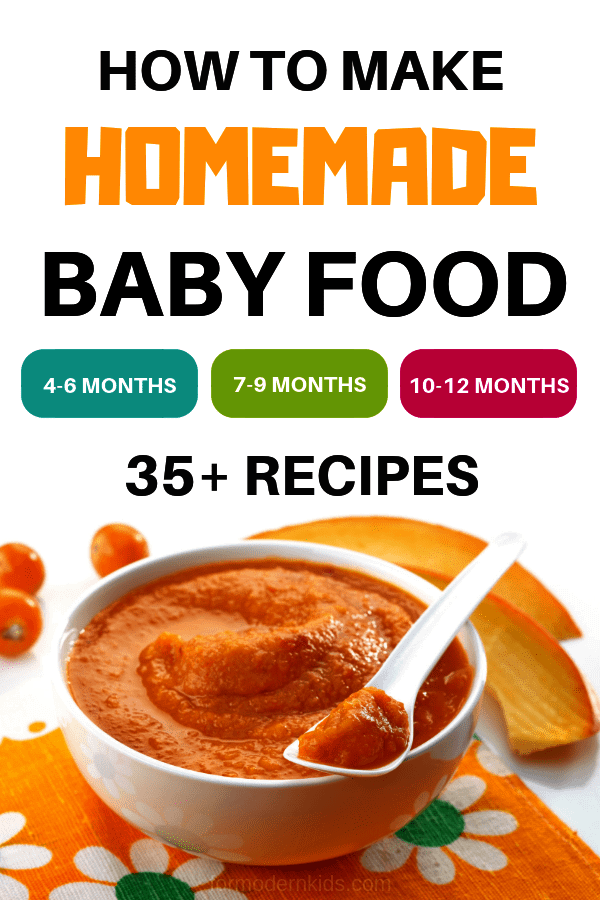 HOW TO MAKE
HOMEMADE
BABY FOOD
4-6 MONTHS
7-9 MONTHS
10-12 MONTHS
35+ RECIPES
formodernkids.com